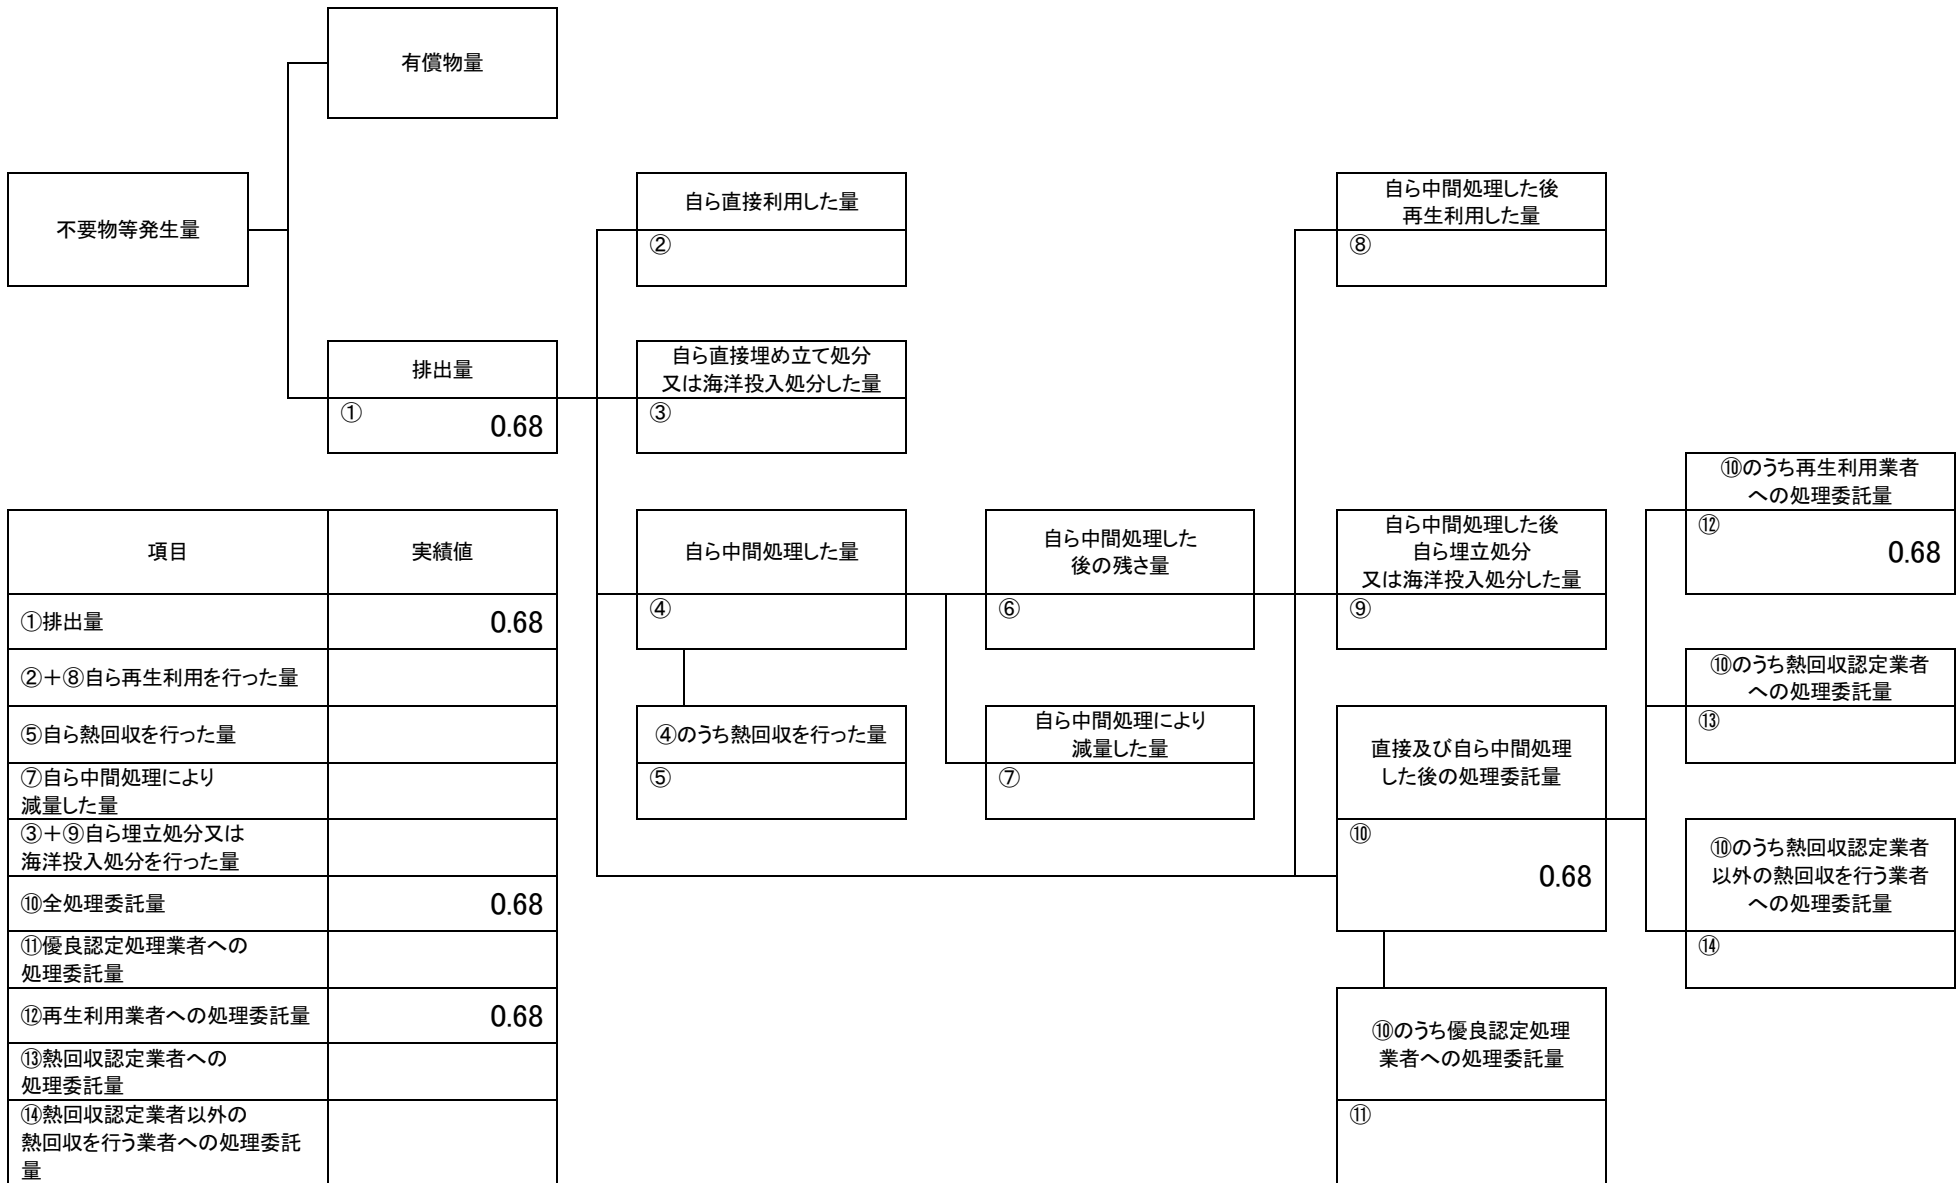 有償物量
不要物等発生量
自ら直接利用した量
②
自ら中間処理した後
再生利用した量
⑧
排出量
①
0.68
自ら直接埋め立て処分
又は海洋投入処分した量
③
自ら中間処理した量
④
自ら中間処理した
後の残さ量
⑥
自ら中間処理した後
自ら埋立処分
又は海洋投入処分した量
⑨
⑩のうち再生利用業者
への処理委託量
⑫
0.68
④のうち熱回収を行った量
⑤
自ら中間処理により
減量した量
⑦
直接及び自ら中間処理
した後の処理委託量
⑩
0.68
⑩のうち熱回収認定業者
への処理委託量
⑬
⑩のうち熱回収認定業者
以外の熱回収を行う業者
への処理委託量
⑭
⑩のうち優良認定処理
業者への処理委託量
⑪
項目 実績値
①排出量 0.68
②+⑧自ら再生利用を行った量
⑤自ら熱回収を行った量
⑦自ら中間処理により
減量した量
③+⑨自ら埋立処分又は
海洋投入処分を行った量
⑩全処理委託量 0.68
⑪優良認定処理業者への
処理委託量
⑫再生利用業者への処理委託量 0.68
⑬熱回収認定業者への
処理委託量
⑭熱回収認定業者以外の
熱回収を行う業者への処理委託
量